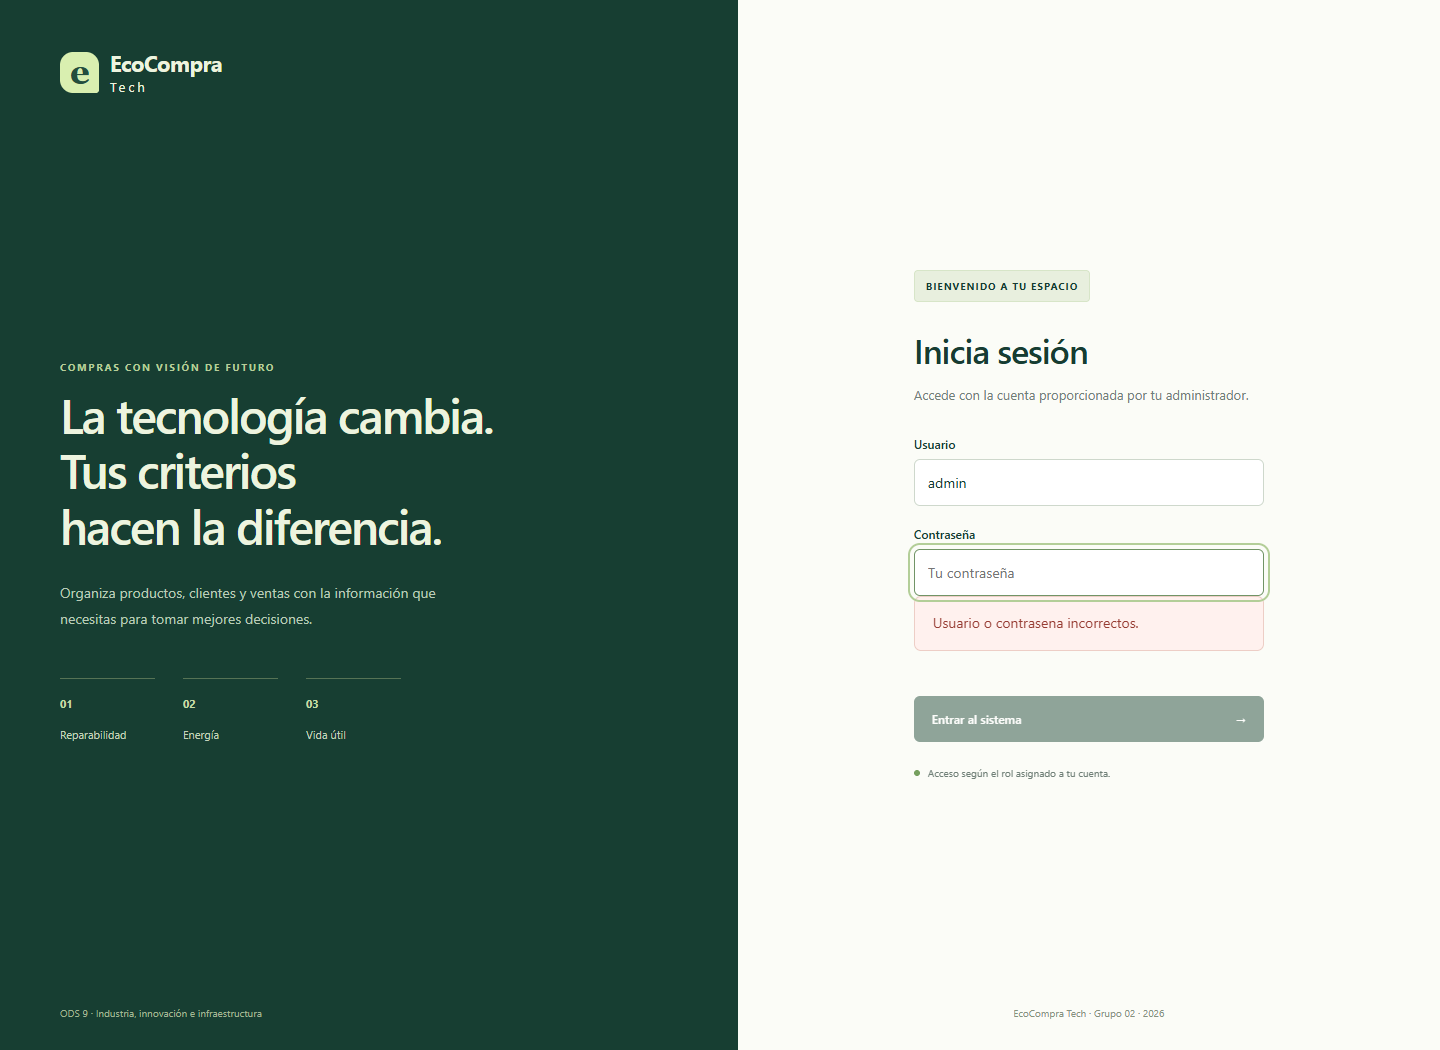 e
EcoCompra
Tech
COMPRAS CON VISIÓN DE FUTURO
La tecnología cambia.
Tus criterios
hacen la diferencia.
Organiza productos, clientes y ventas con la información que
necesitas para tomar mejores decisiones.
01
Reparabilidad
02
Energía
03
Vida útil
ODS 9 · Industria, innovación e infraestructura
BIENVENIDO A TU ESPACIO
Inicia sesión
Accede con la cuenta proporcionada por tu administrador.
Usuario
admin
Contraseña
Tu contraseña
Usuario o contrasena incorrectos.
Entrar al sistema →
Acceso según el rol asignado a tu cuenta.
EcoCompra Tech · Grupo 02 · 2026